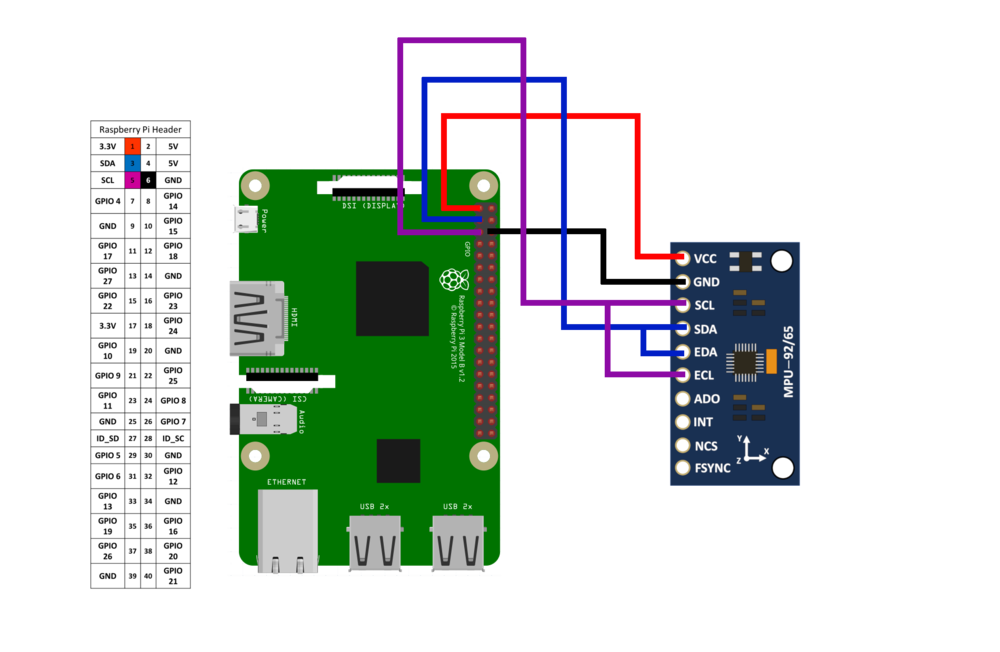 Raspberry Pi Header
3.3V 1 2 5V
SDA 3 4 5V
SCL 5 6 GND
GPIO 4 7 8 GPIO 14
GND 9 10 GPIO 15
GPIO 17 11 12 GPIO 18
GPIO 27 13 14 GND
GPIO 22 15 16 GPIO 23
3.3V 17 18 GPIO 24
GPIO 10 19 20 GND
GPIO 9 21 22 GPIO 25
GPIO 11 23 24 GPIO 8
GND 25 26 GPIO 7
ID_SD 27 28 ID_SC
GPIO 5 29 30 GND
GPIO 6 31 32 GPIO 12
GPIO 13 33 34 GND
GPIO 19 35 36 GPIO 16
GPIO 26 37 38 GPIO 20
GND 39 40 GPIO 21
DSI (DISPLAY)
Power
GPIO
HDMI
Raspberry Pi 3 Model B v1.2
© Raspberry Pi 2015
CSI (CAMERA)
Audio
ETHERNET
USB 2x
USB 2x
VCC
GND
SCL
SDA
EDA
ECL
ADO
INT
NCS
FSYNC
MPU-92/65
Y
X
Z